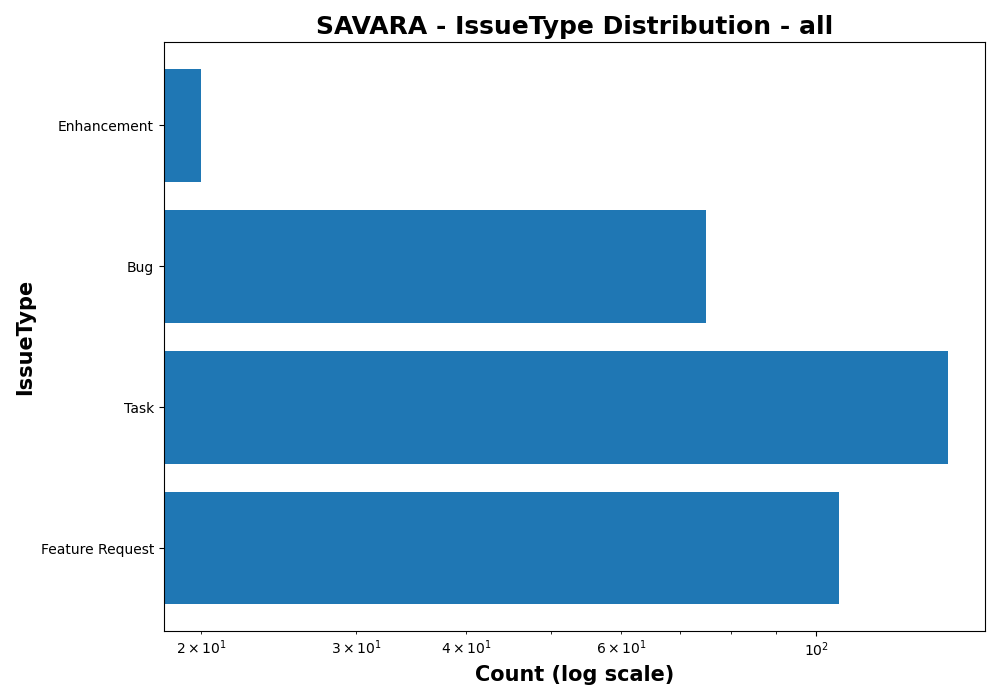 SAVARA - IssueType Distribution - all
IssueType
Enhancement
Bug
Task
Feature Request
2 × 10¹ 3 × 10¹ 4 × 10¹ 6 × 10¹ 10²
Count (log scale)